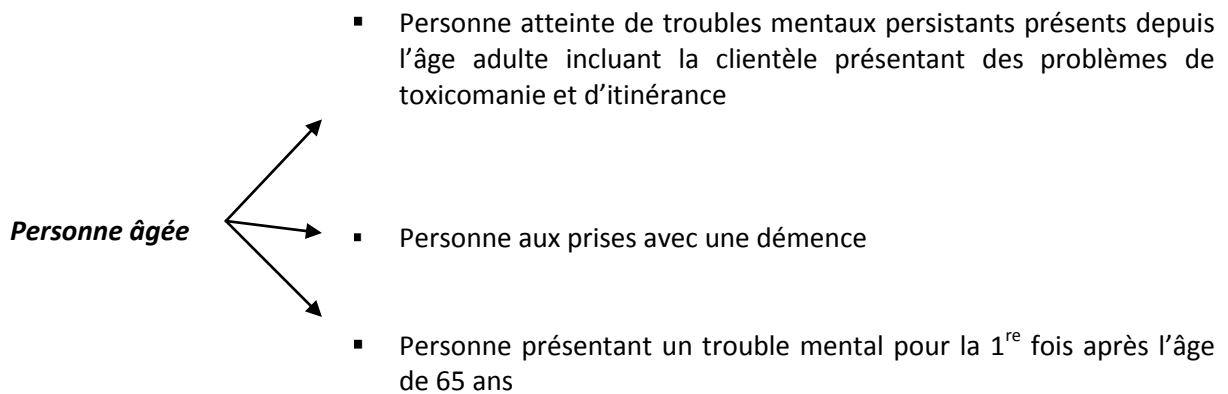 ▪ Personne atteinte de troubles mentaux persistants présents depuis
l’âge adulte incluant la clientèle présentant des problèmes de
toxicomanie et d’itinérance
Personne âgée
▪ Personne aux prises avec une démence
▪ Personne présentant un trouble mental pour la 1re fois après l’âge
de 65 ans